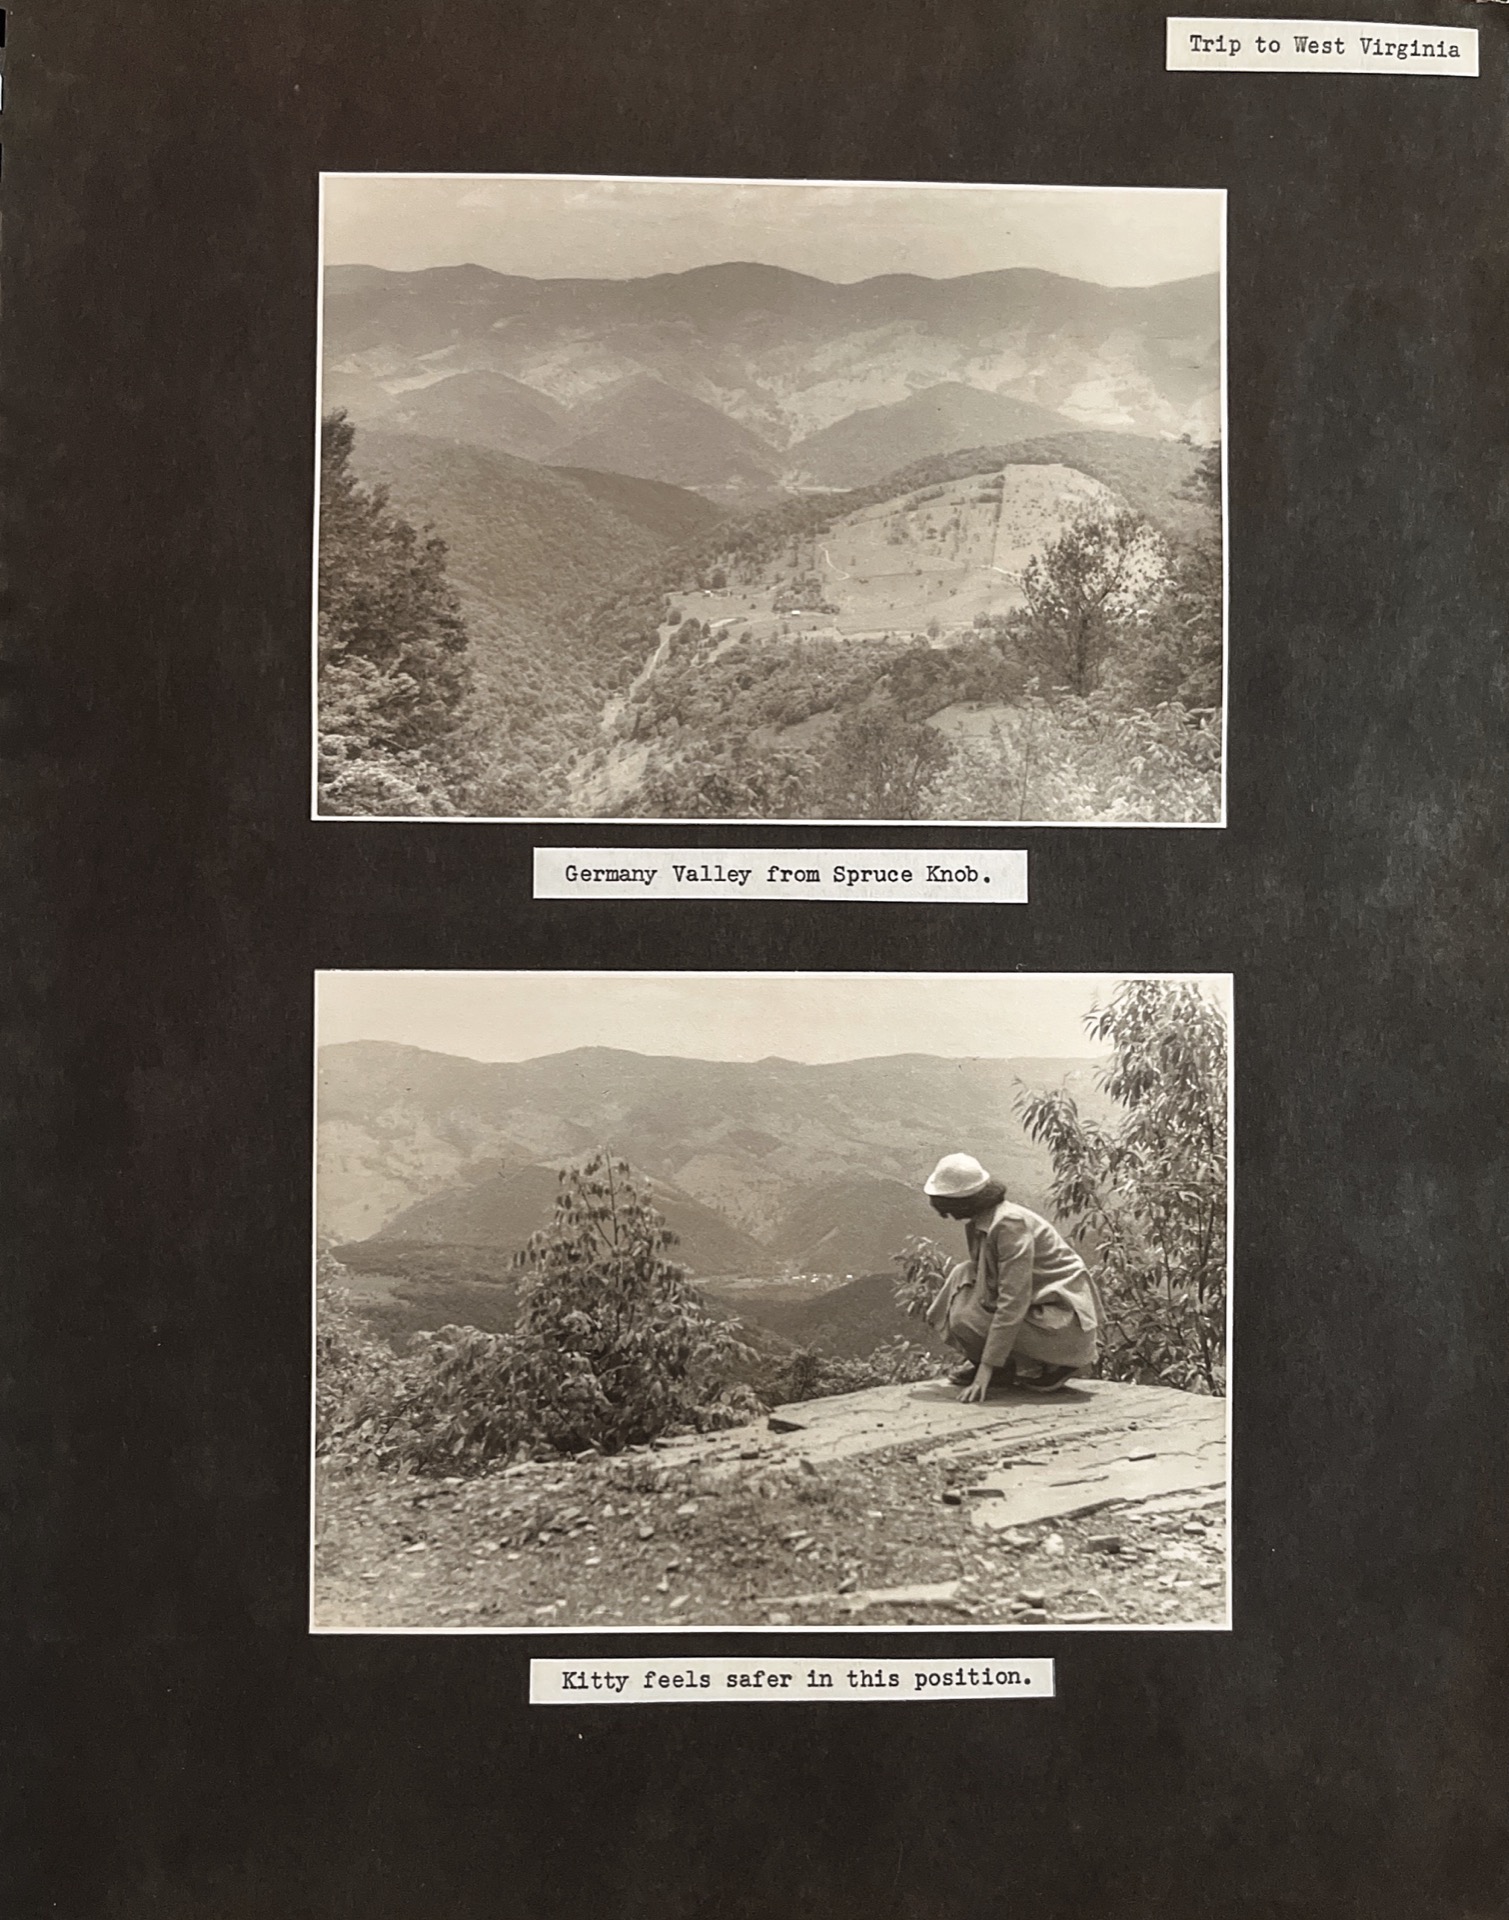 Trip to West Virginia
Germany Valley from Spruce Knob.
Kitty feels safer in this position.